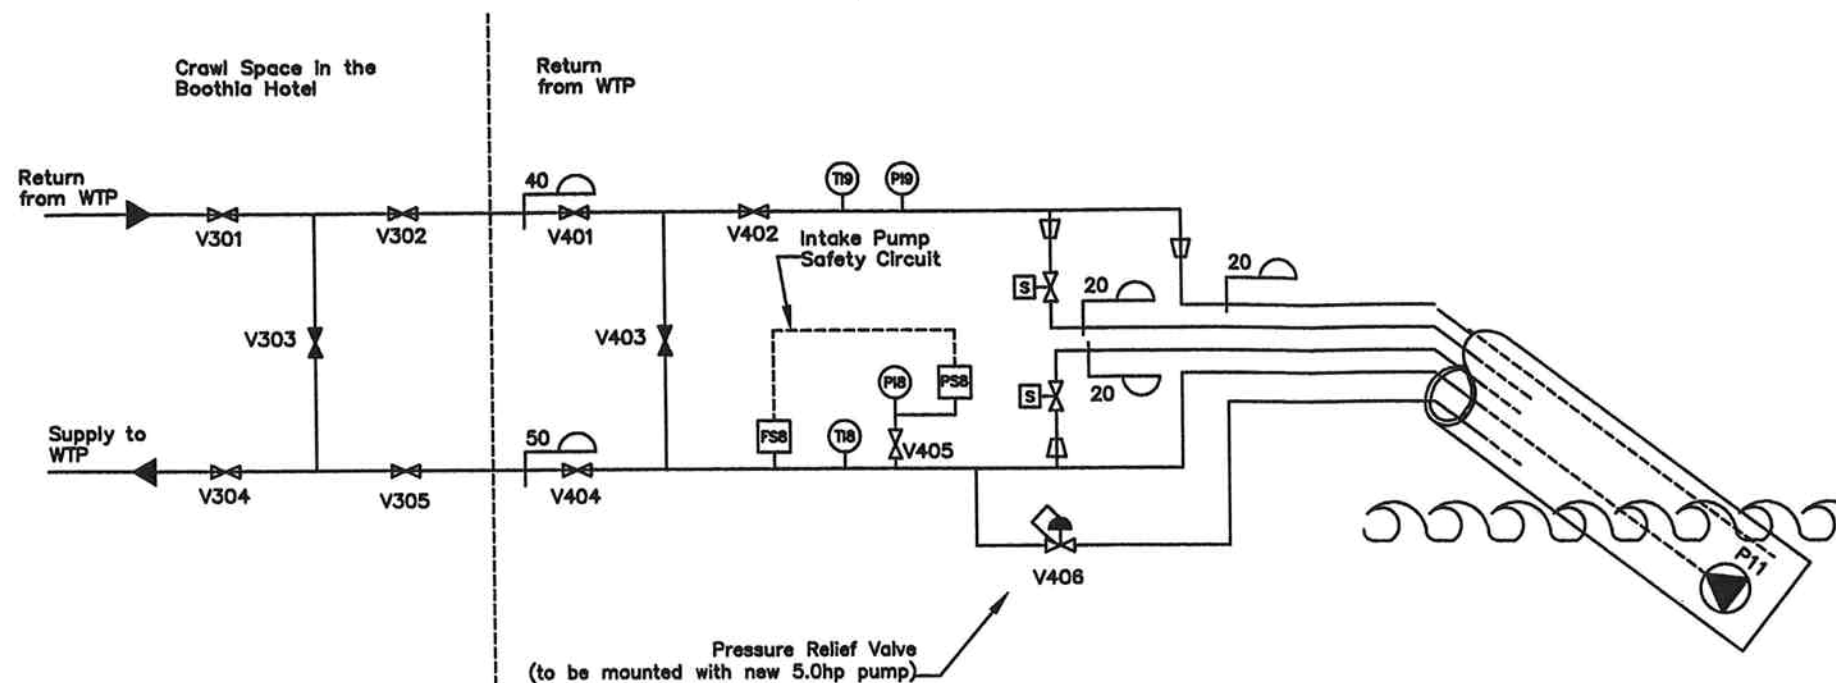 Crawl Space in the
Boothia Hotel
Return
from WTP
Return
from WTP
40
TI9
PI9
V301
V302
V401
V402
Intake Pump
Safety Circuit
S
20
20
V303
V403
PI8
PS8
S
20
Supply to
WTP
50
FS8
TI8
V405
V304
V305
V404
V406
P11
Pressure Relief Valve
(to be mounted with new 5.0hp pump)